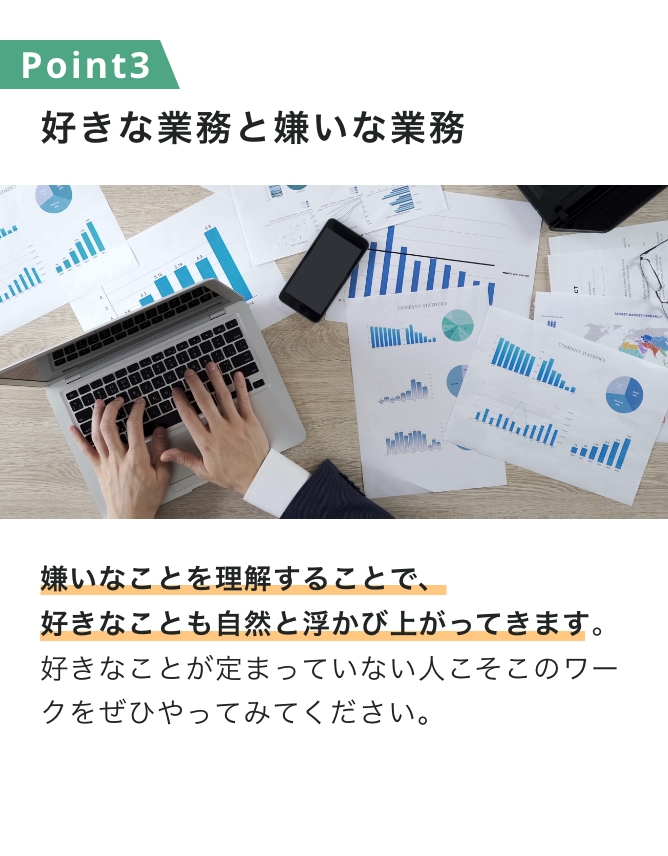 Point3
好きな業務と嫌いな業務
COMPANY STATISTICS
COMPANY STATISTICS
嫌いなことを理解することで、
好きなことも自然と浮かび上がってきます。
好きなことが定まっていない人こそこのワー
クをぜひやってみてください。